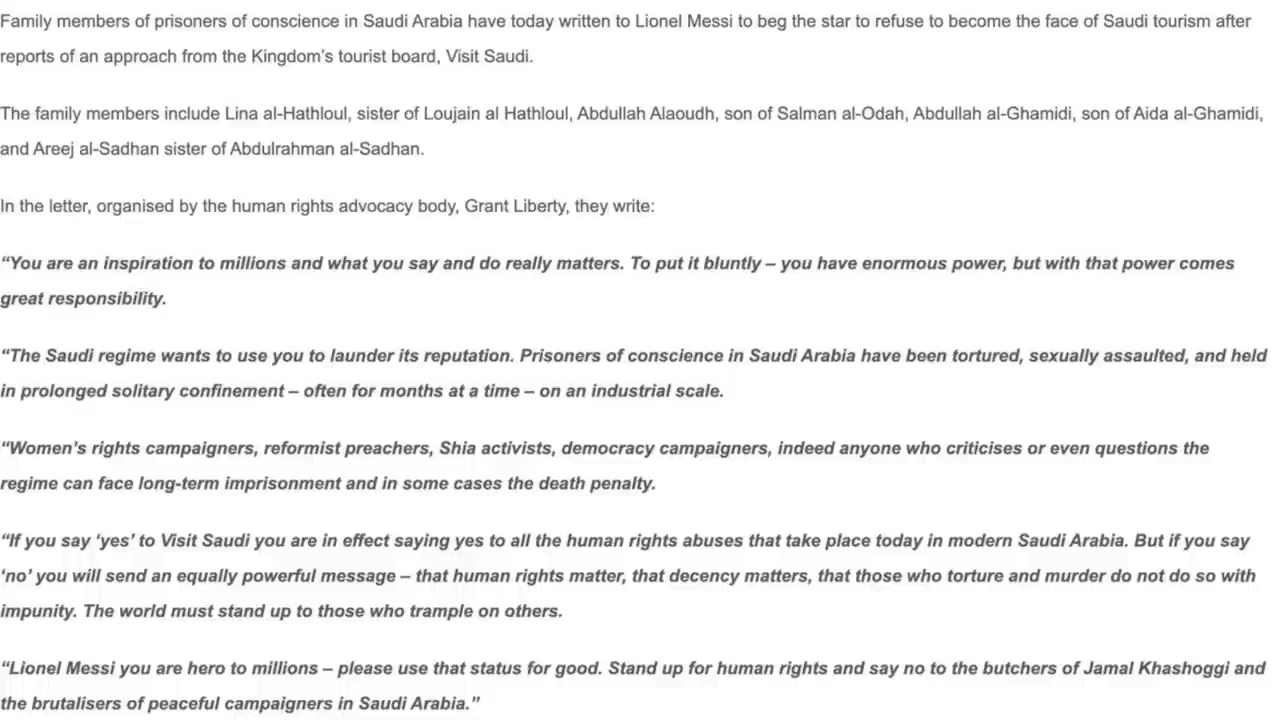 Family members of prisoners of conscience in Saudi Arabia have today written to Lionel Messi to beg the star to refuse to become the face of Saudi tourism after
reports of an approach from the Kingdom’s tourist board, Visit Saudi.
The family members include Lina al-Hathloul, sister of Loujain al Hathloul, Abdullah Alaoudh, son of Salman al-Odah, Abdullah al-Ghamidi, son of Aida al-Ghamidi,
and Areej al-Sadhan sister of Abdulrahman al-Sadhan.
In the letter, organised by the human rights advocacy body, Grant Liberty, they write:
“You are an inspiration to millions and what you say and do really matters. To put it bluntly – you have enormous power, but with that power comes
great responsibility.
“The Saudi regime wants to use you to launder its reputation. Prisoners of conscience in Saudi Arabia have been tortured, sexually assaulted, and held
in prolonged solitary confinement – often for months at a time – on an industrial scale.
“Women’s rights campaigners, reformist preachers, Shia activists, democracy campaigners, indeed anyone who criticises or even questions the
regime can face long-term imprisonment and in some cases the death penalty.
“If you say ‘yes’ to Visit Saudi you are in effect saying yes to all the human rights abuses that take place today in modern Saudi Arabia. But if you say
‘no’ you will send an equally powerful message – that human rights matter, that decency matters, that those who torture and murder do not do so with
impunity. The world must stand up to those who trample on others.
“Lionel Messi you are hero to millions – please use that status for good. Stand up for human rights and say no to the butchers of Jamal Khashoggi and
the brutalisers of peaceful campaigners in Saudi Arabia.”